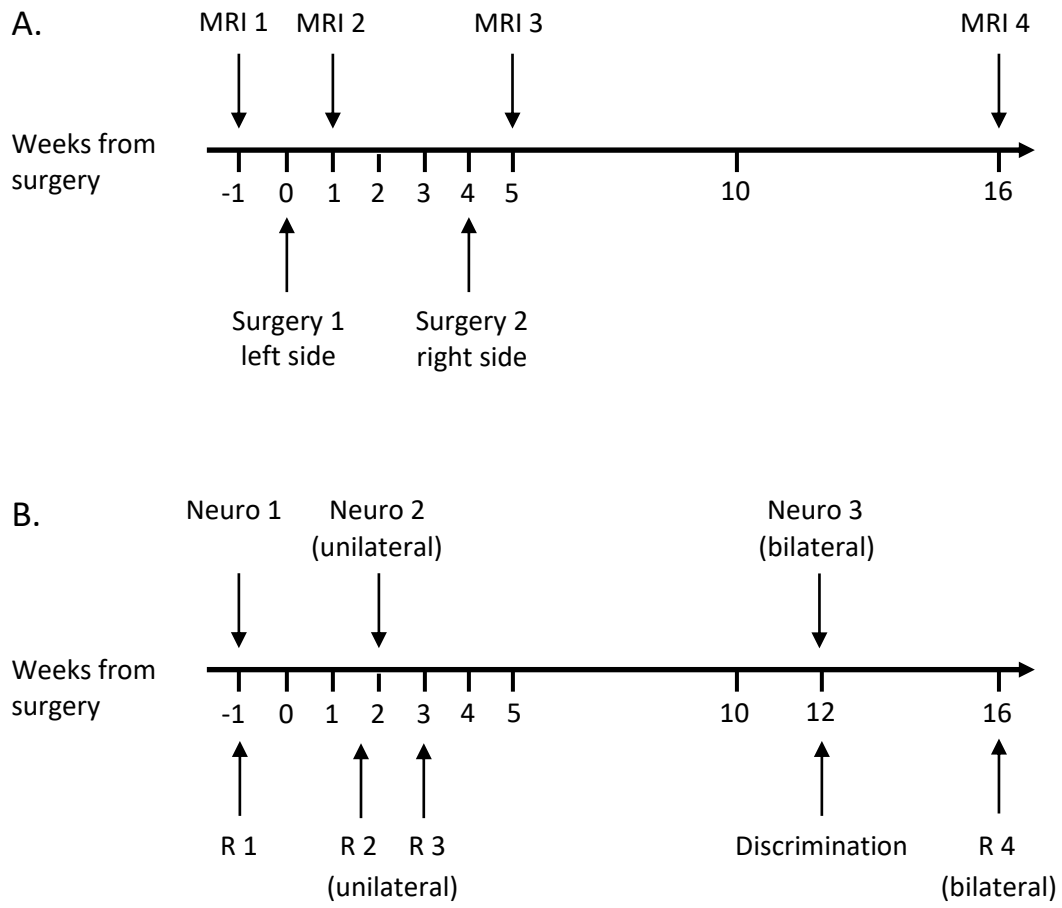 A.
MRI 1 MRI 2 MRI 3 MRI 4
Weeks from
surgery
-1 0 1 2 3 4 5 10 16
Surgery 1 Surgery 2
left side right side
B.
Neuro 1 Neuro 2 Neuro 3
(unilateral) (bilateral)
Weeks from
surgery
-1 0 1 2 3 4 5 10 12 16
R 1 R 2 R 3 Discrimination R 4
(unilateral) (bilateral)